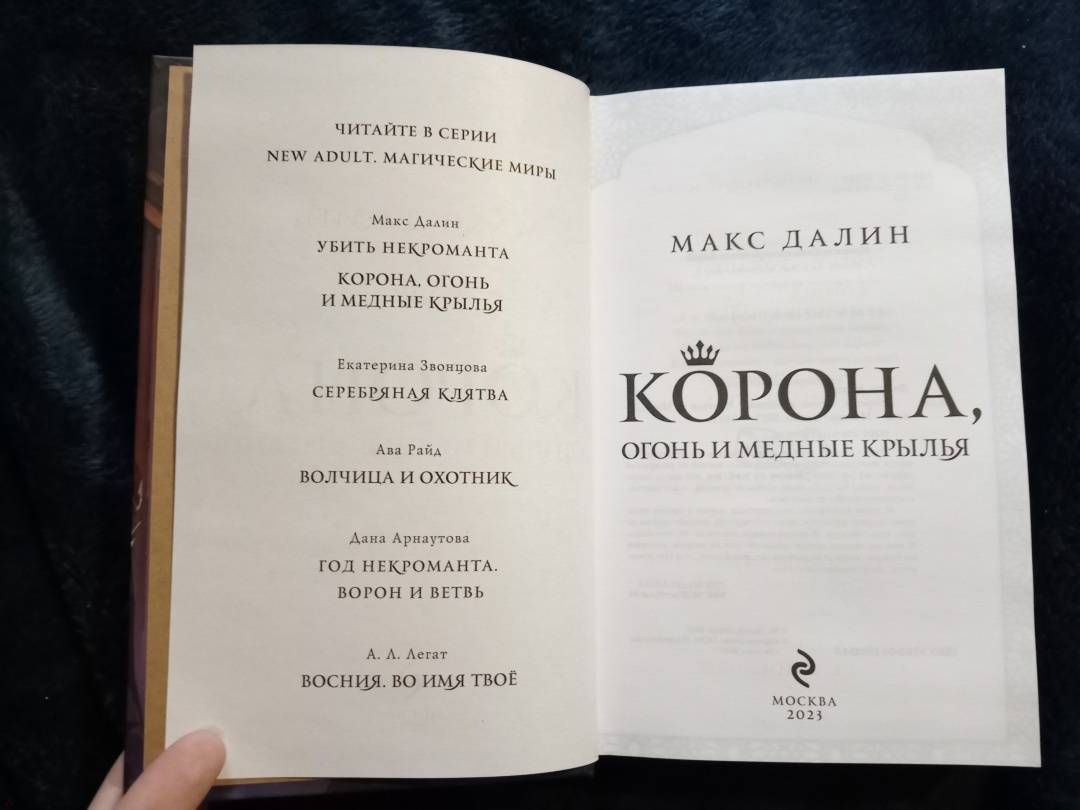 ЧИТАЙТЕ В СЕРИИ
NEW ADULT. МАГИЧЕСКИЕ МИРЫ
Макс Далин
УБИТЬ НЕКРОМАНТА
КОРОНА, ОГОНЬ
И МЕДНЫЕ КРЫЛЬЯ
Екатерина Звонцова
СЕРЕБРЯНАЯ КЛЯТВА
Ава Райд
ВОЛЧИЦА И ОХОТНИК
Дана Арнаутова
ГОД НЕКРОМАНТА.
ВОРОН И ВЕТВЬ
А. Л. Легат
ВОСНИЯ. ВО ИМЯ ТВОЁ
МАКС ДАЛИН
КОРОНА,
ОГОНЬ И МЕДНЫЕ КРЫЛЬЯ
МОСКВА
2023